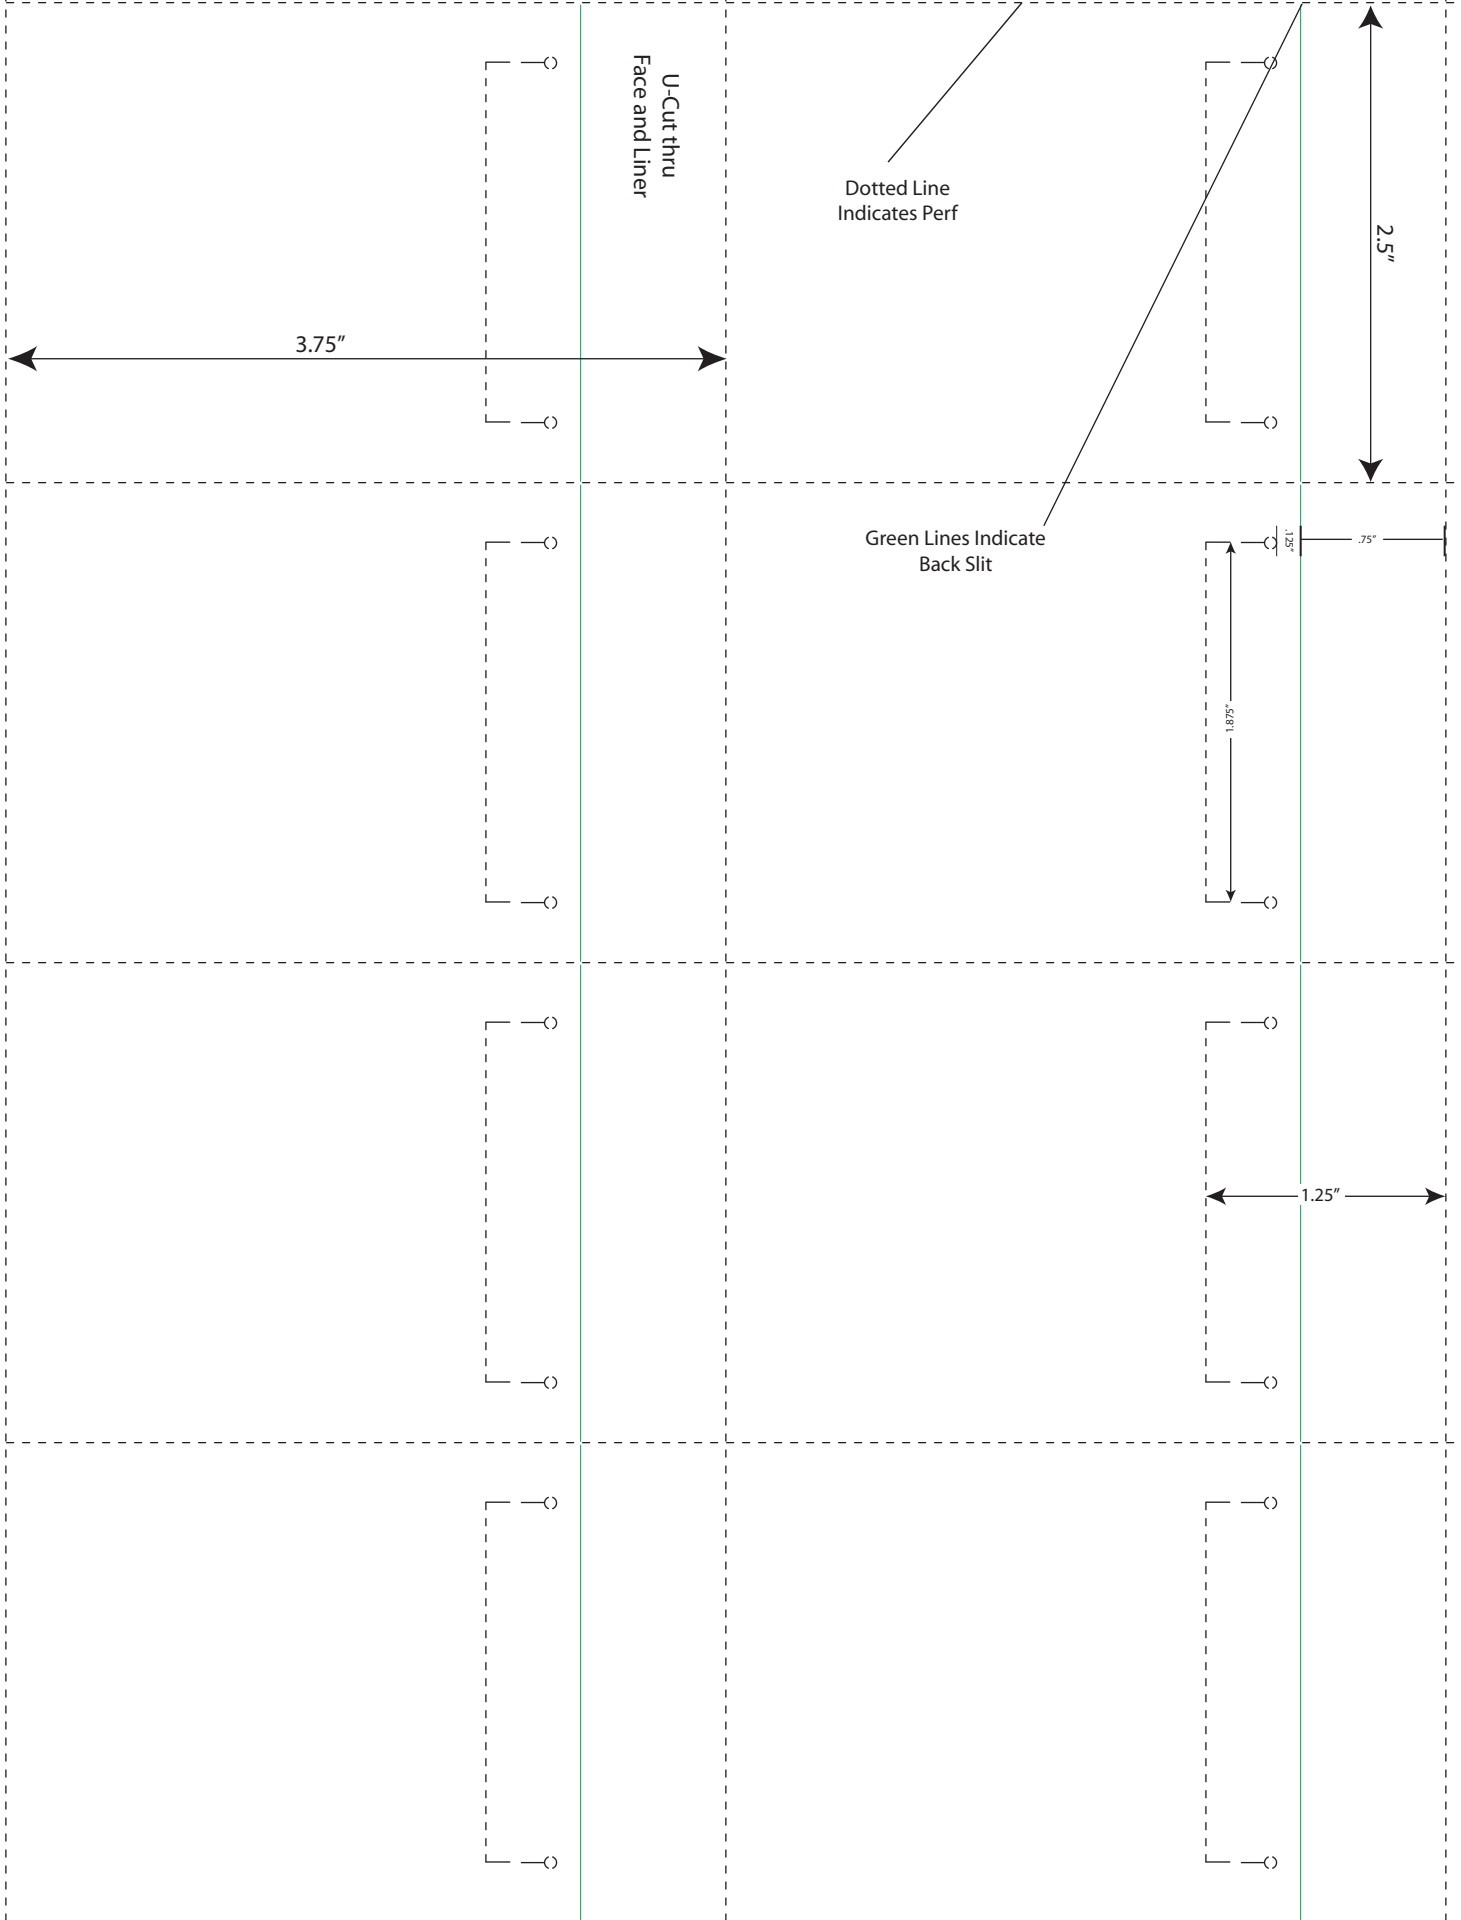 U-Cut thru
Face and Liner
Dotted Line
Indicates Perf
2.5”
3.75”
Green Lines Indicate
Back Slit
.125”
.75”
1.875”
1.25”